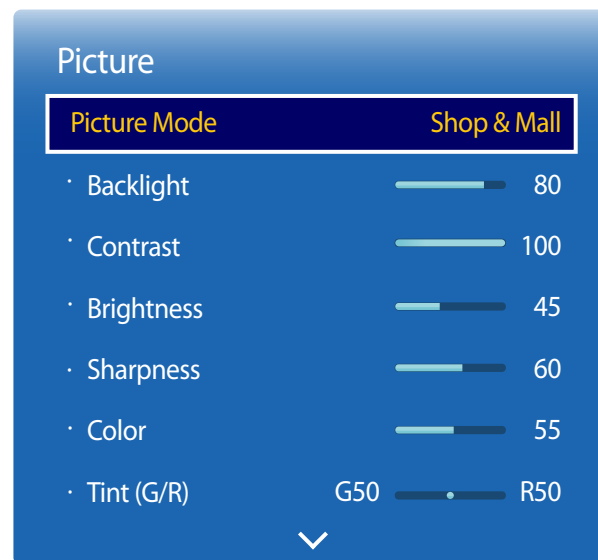 Picture
Picture Mode Shop & Mall
· Backlight 80
· Contrast 100
· Brightness 45
· Sharpness 60
· Color 55
· Tint (G/R) G50 R50